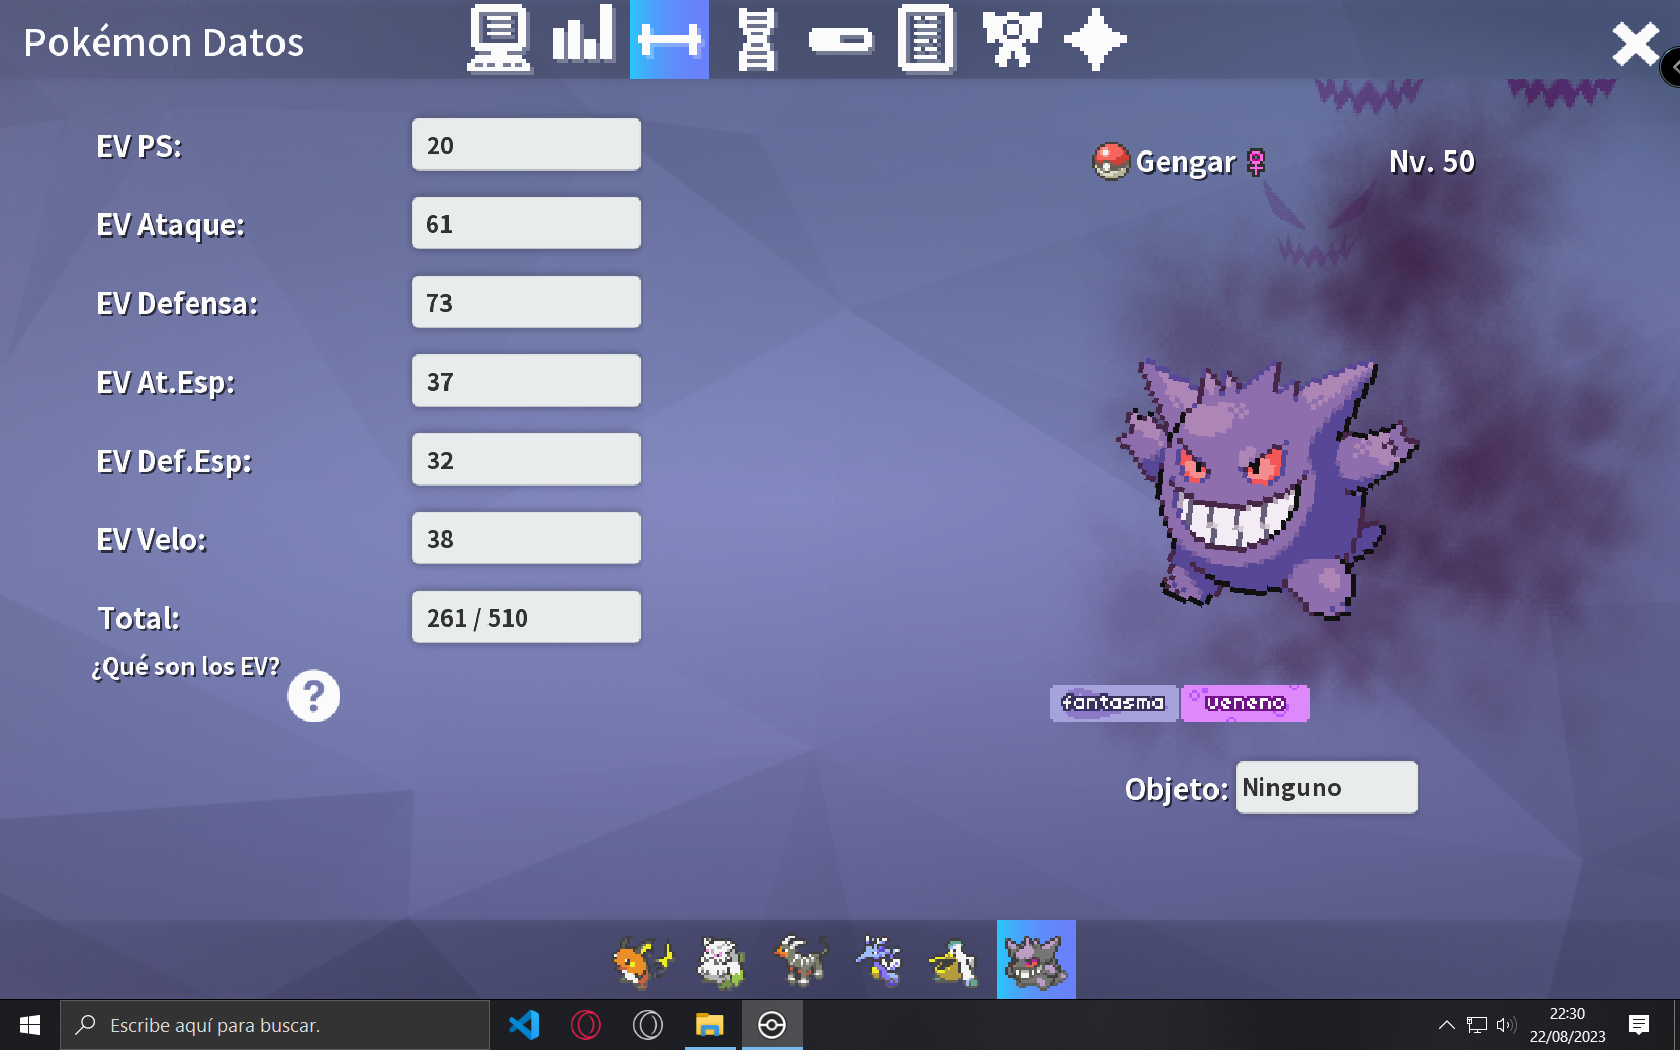 Pokémon Datos
EV PS: 20
EV Ataque: 61
EV Defensa: 73
EV At.Esp: 37
EV Def.Esp: 32
EV Velo: 38
Total: 261 / 510
¿Qué son los EV?
?
Gengar Nv. 50
fantasma veneno
Objeto: Ninguno
Escribe aquí para buscar.
22:30
22/08/2023